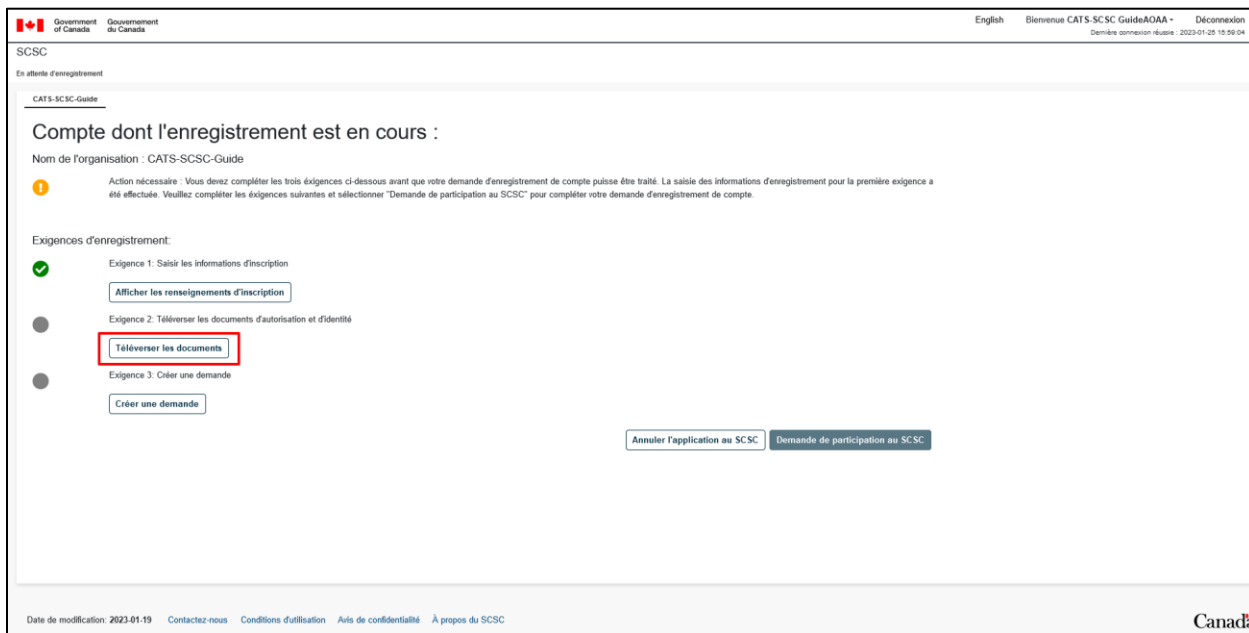 Government of Canada Gouvernement du Canada
English Bienvenue CATS-SCSC GuideAOAA Déconnexion
Dernière connexion réussie : 2023-01-25 15:59:04
SCSC
En attente d'enregistrement
CATS-SCSC-Guide
Compte dont l'enregistrement est en cours :
Nom de l'organisation : CATS-SCSC-Guide
Action nécessaire : Vous devez compléter les trois éxigences ci-dessous avant que votre demande d'enregistrement de compte puisse être traité. La saisie des informations d'enregistrement pour la première exigence a
été effectuée. Veuillez compléter les éxigences suivantes et sélectionner "Demande de participation au SCSC" pour compléter votre demande d'enregistrement de compte.
Exigences d'enregistrement:
Exigence 1: Saisir les informations d'inscription
Afficher les renseignements d'inscription
Exigence 2: Téléverser les documents d'autorisation et d'identité
Téléverser les documents
Exigence 3: Créer une demande
Créer une demande
Annuler l'application au SCSC Demande de participation au SCSC
Date de modification: 2023-01-19 Contactez-nous Conditions d'utilisation Avis de confidentialité À propos du SCSC
Canada